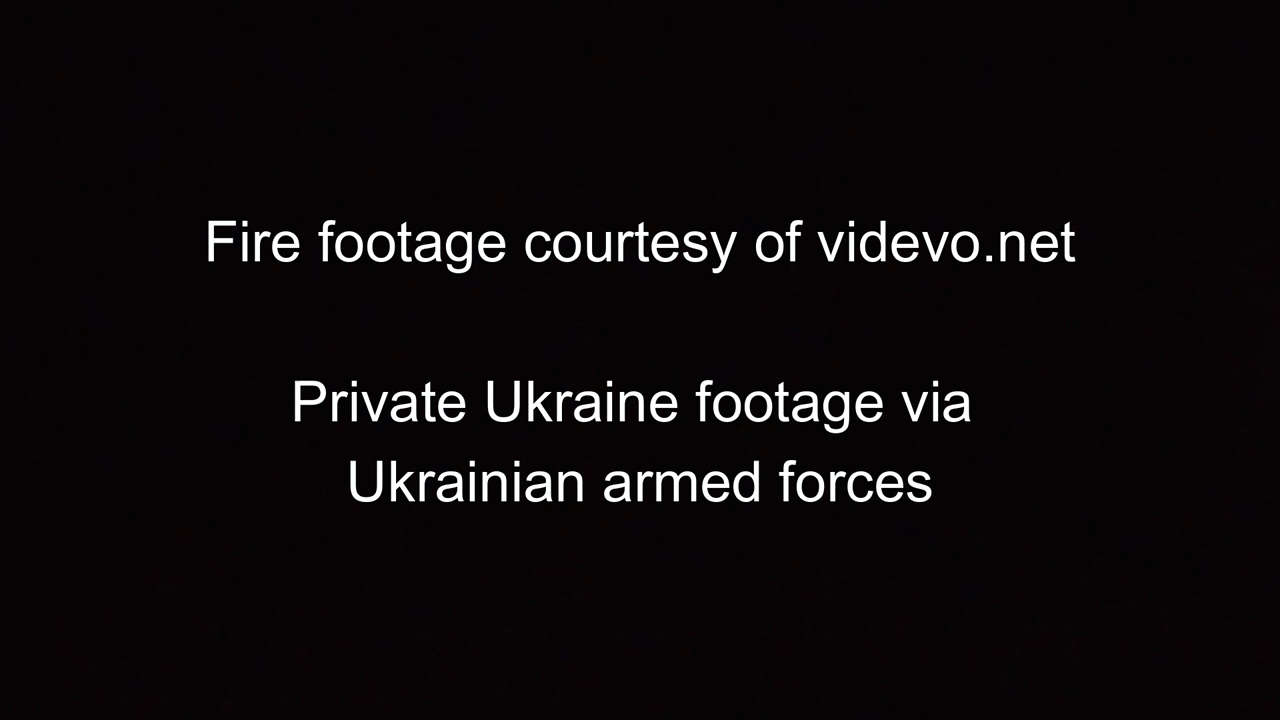 Fire footage courtesy of videvo.net
Private Ukraine footage via
Ukrainian armed forces